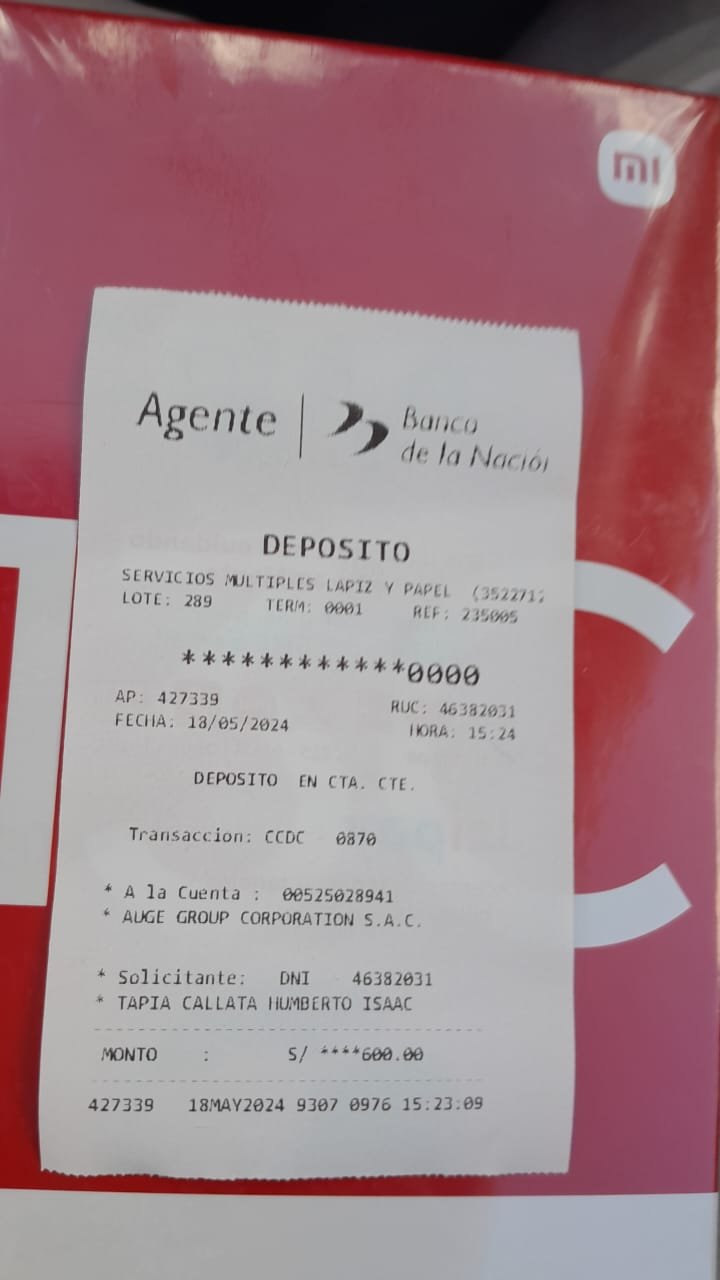 mi
Agente | Banco
de la Nación
DEPOSITO
SERVICIOS MULTIPLES LAPIZ Y PAPEL (352271)
LOTE: 289 TERM: 0001 REF: 235005
************0000
AP: 427339 RUC: 46382031
FECHA: 18/05/2024 HORA: 15:24
DEPOSITO EN CTA. CTE.
Transaccion: CCDC 0870
* A la Cuenta : 00525028941
* AUGE GROUP CORPORATION S.A.C.
* Solicitante: DNI 46382031
* TAPIA CALLATA HUMBERTO ISAAC
MONTO : S/ ****600.00
427339 18MAY2024 9307 0976 15:23:09